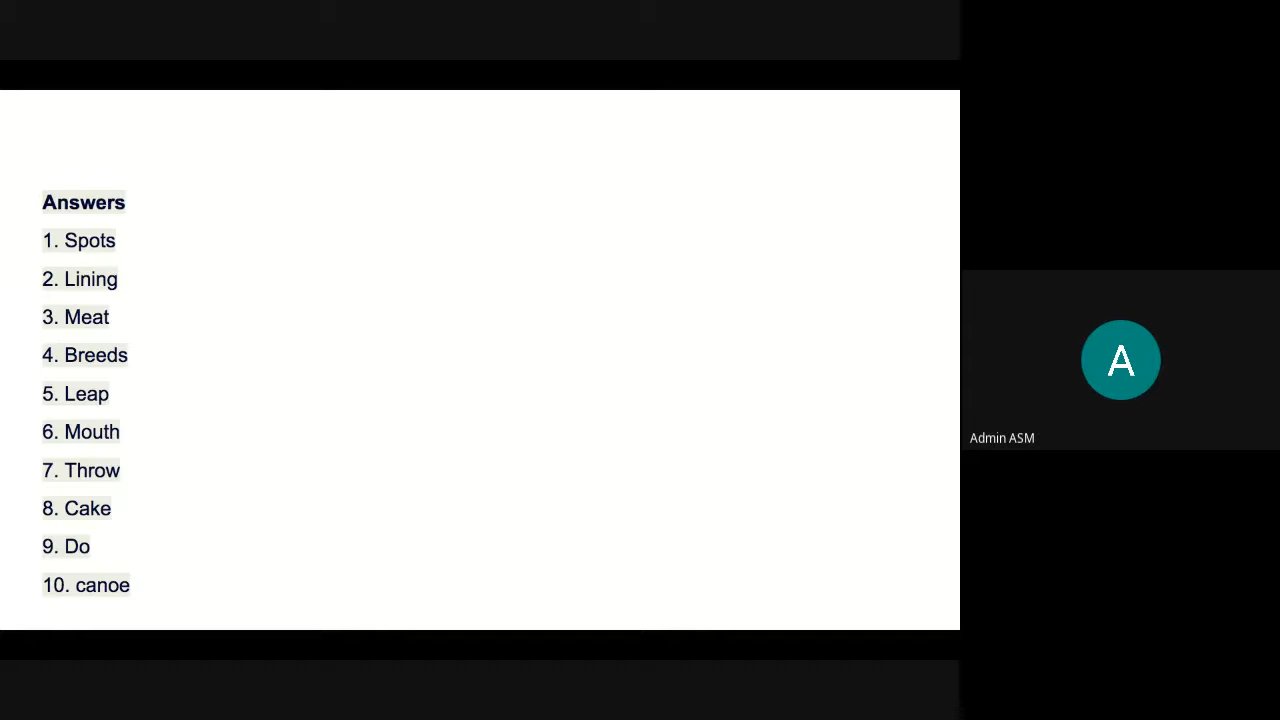 Answers
1. Spots
2. Lining
3. Meat
4. Breeds
5. Leap
6. Mouth
7. Throw
8. Cake
9. Do
10. canoe
A
Admin ASM